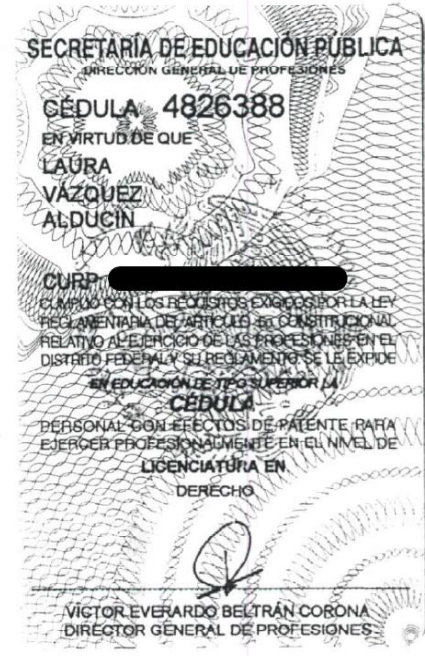 SECRETARÍA DE EDUCACIÓN PÚBLICA
DIRECCIÓN GENERAL DE PROFESIONES
CÉDULA 4826388
EN VIRTUD DE QUE
LAURA
VÁZQUEZ
ALDUCIN
CURP
CUMPLIÓ CON LOS REQUISITOS EXIGIDOS POR LA LEY
REGLAMENTARIA DEL ARTÍCULO 5o. CONSTITUCIONAL
RELATIVO AL EJERCICIO DE LAS PROFESIONES EN EL
DISTRITO FEDERAL Y SU REGLAMENTO SE LE EXPIDE
EN EDUCACIÓN DE TIPO SUPERIOR LA
CÉDULA
PERSONAL CON EFECTOS DE PATENTE PARA
EJERCER PROFESIONALMENTE EN EL NIVEL DE
LICENCIATURA EN
DERECHO
VÍCTOR EVERARDO BELTRÁN CORONA
DIRECTOR GENERAL DE PROFESIONES